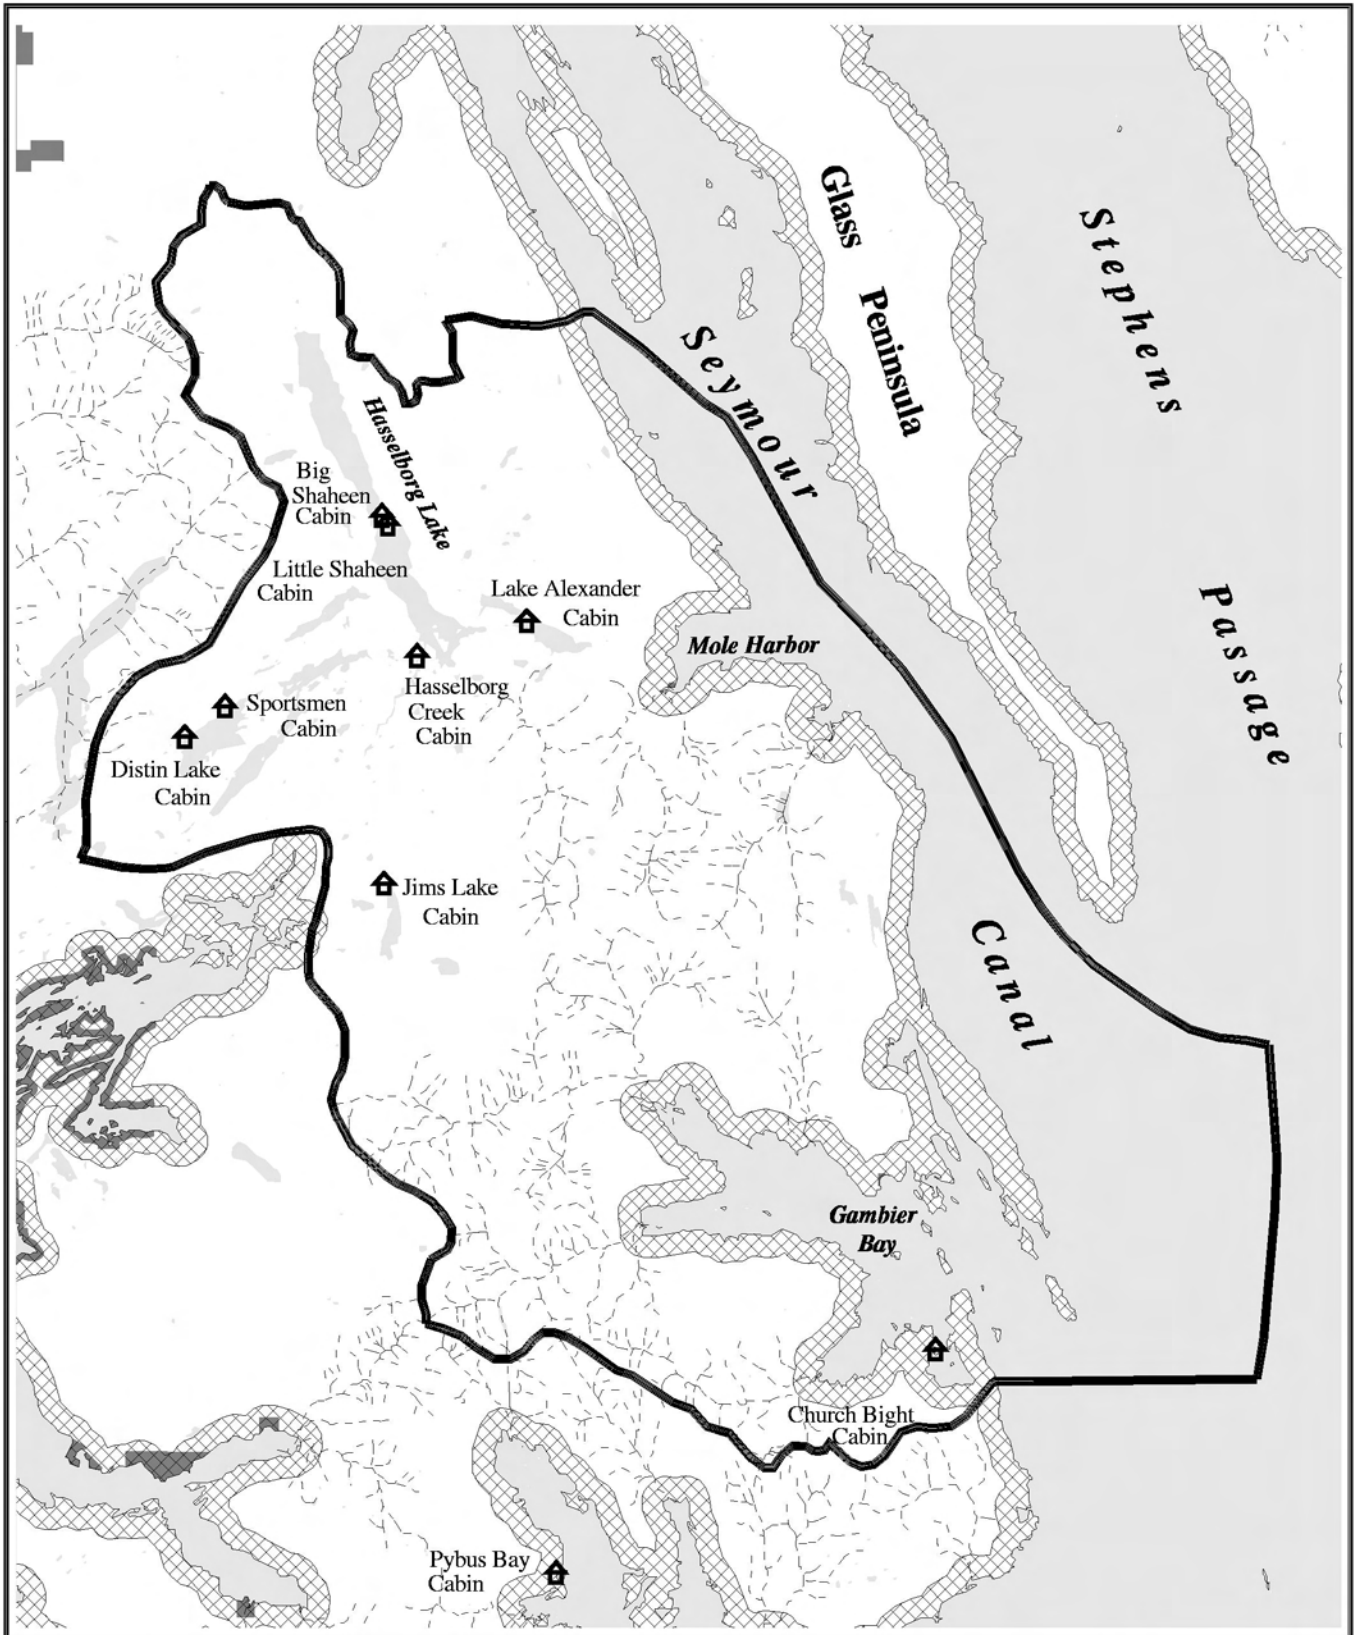 Glass
Peninsula
Stephens
Passage
Seymour
Canal
Hasselborg Lake
Big
Shaheen
Cabin
Little Shaheen
Cabin
Lake Alexander
Cabin
Mole Harbor
Hasselborg
Creek
Cabin
Sportsmen
Cabin
Distin Lake
Cabin
Jims Lake
Cabin
Gambier
Bay
Church Bight
Cabin
Pybus Bay
Cabin